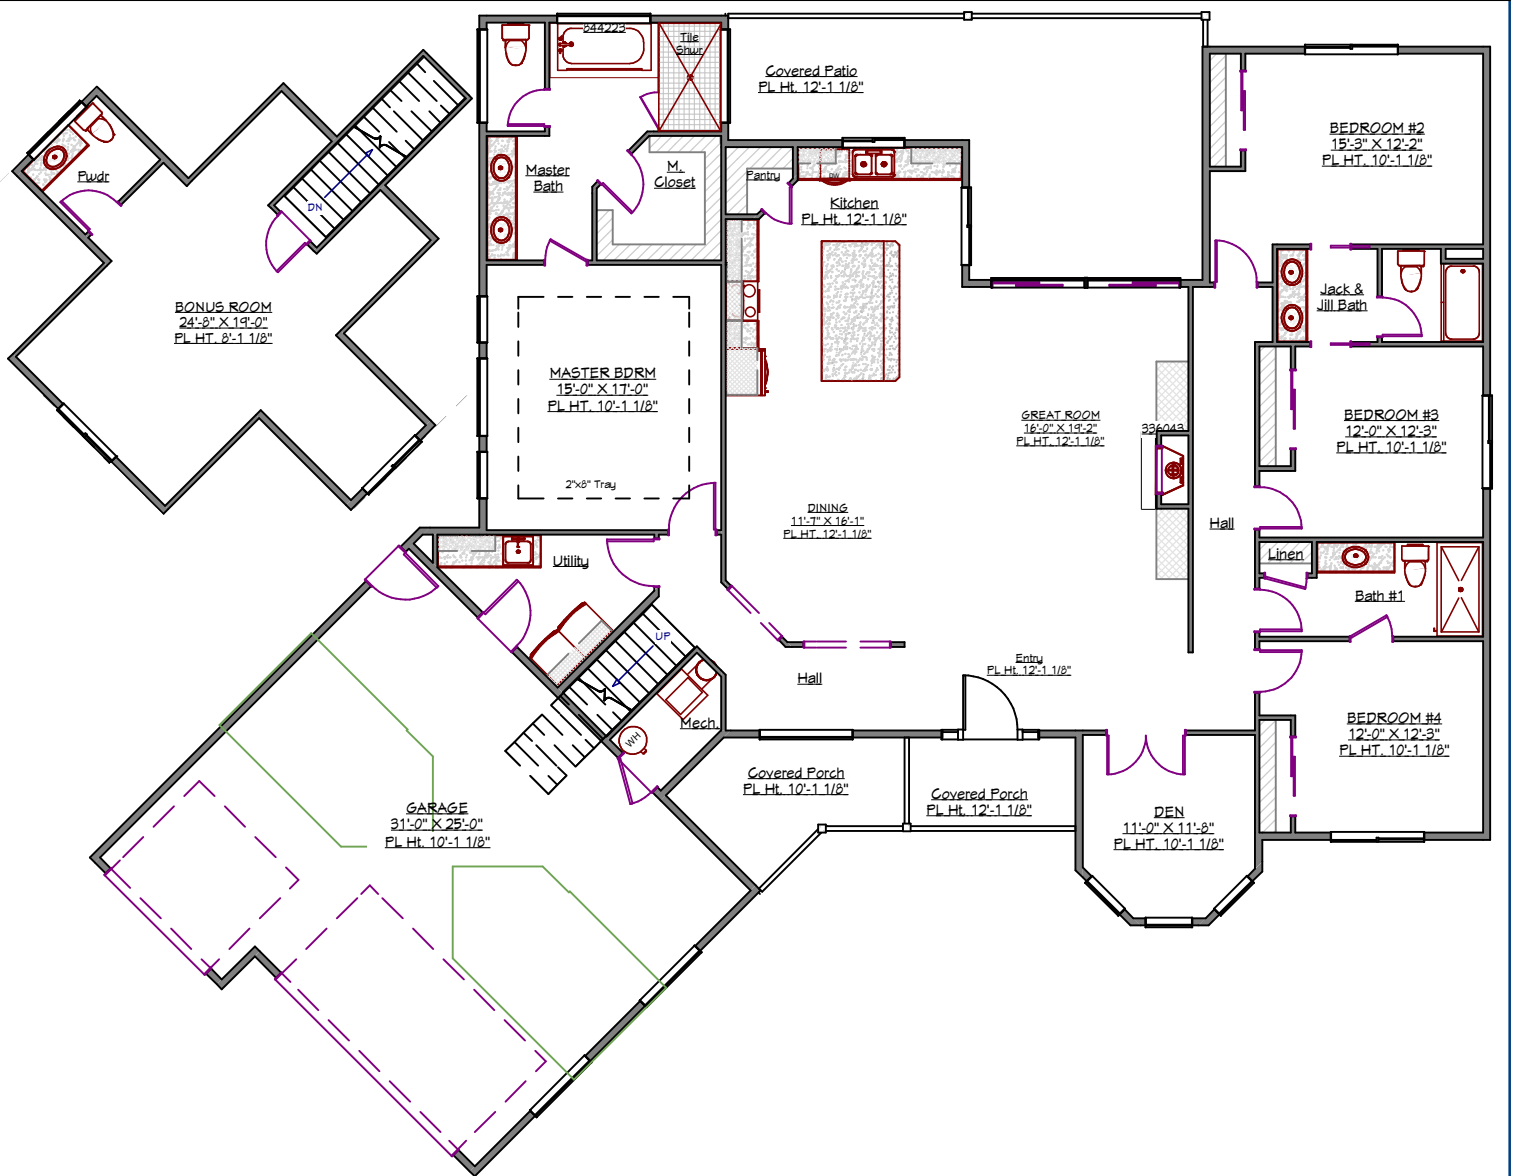 844223
Tile
Shwr
Covered Patio
PL Ht. 12'-1 1/8"
BEDROOM #2
15'-3" X 12'-2"
PL HT. 10'-1 1/8"
Pwdr
DN
Master
Bath
M.
Closet
Pantry
DW
Kitchen
PL Ht. 12'-1 1/8"
BONUS ROOM
24'-8" X 19'-0"
PL HT. 8'-1 1/8"
Jack &
Jill Bath
MASTER BDRM
15'-0" X 17'-0"
PL HT. 10'-1 1/8"
2"x8" Tray
GREAT ROOM
16'-0" X 19'-2"
PL HT. 12'-1 1/8"
336043
BEDROOM #3
12'-0" X 12'-3"
PL HT. 10'-1 1/8"
DINING
11'-7" X 16'-1"
PL HT. 12'-1 1/8"
Hall
Utility
Linen
Bath #1
UP
Hall
Entry
PL Ht. 12'-1 1/8"
Mech.
WH
BEDROOM #4
12'-0" X 12'-3"
PL HT. 10'-1 1/8"
Covered Porch
PL Ht. 10'-1 1/8"
Covered Porch
PL Ht. 12'-1 1/8"
GARAGE
31'-0" X 25'-0"
PL Ht. 10'-1 1/8"
DEN
11'-0" X 11'-8"
PL HT. 10'-1 1/8"